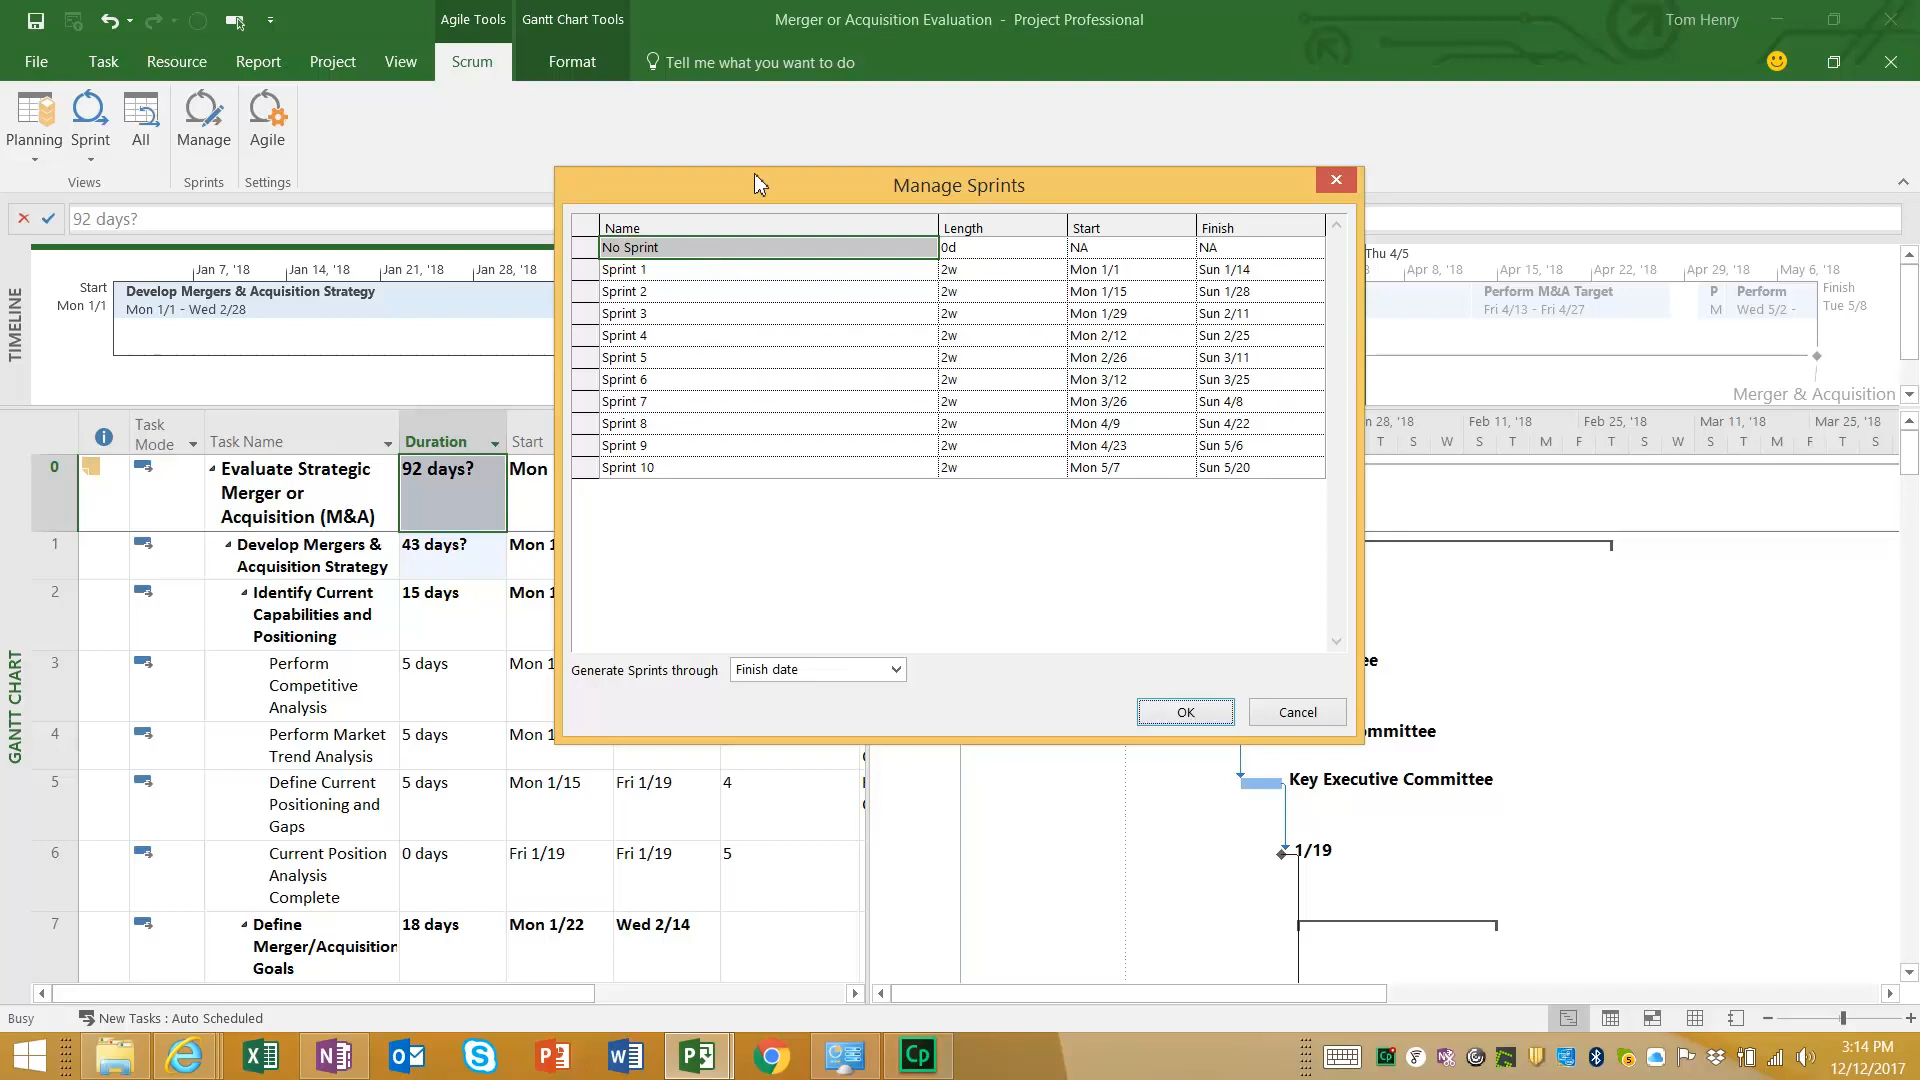 Agile Tools
Gantt Chart Tools
Merger or Acquisition Evaluation - Project Professional
Tom Henry
File
Task
Resource
Report
Project
View
Scrum
Format
Tell me what you want to do
Planning
Sprint
All
Manage
Agile
Views
Sprints
Settings
92 days?
TIMELINE
Jan 7, '18
Jan 14, '18
Jan 21, '18
Jan 28, '18
Start
Mon 1/1
Develop Mergers & Acquisition Strategy
Mon 1/1 - Wed 2/28
Thu 4/5
Apr 8, '18
Apr 15, '18
Apr 22, '18
Apr 29, '18
May 6, '18
Perform M&A Target
Fri 4/13 - Fri 4/27
P
M
Perform
Wed 5/2 -
Finish
Tue 5/8
Merger & Acquisition
Manage Sprints
Name Length Start Finish
No Sprint 0d NA NA
Sprint 1 2w Mon 1/1 Sun 1/14
Sprint 2 2w Mon 1/15 Sun 1/28
Sprint 3 2w Mon 1/29 Sun 2/11
Sprint 4 2w Mon 2/12 Sun 2/25
Sprint 5 2w Mon 2/26 Sun 3/11
Sprint 6 2w Mon 3/12 Sun 3/25
Sprint 7 2w Mon 3/26 Sun 4/8
Sprint 8 2w Mon 4/9 Sun 4/22
Sprint 9 2w Mon 4/23 Sun 5/6
Sprint 10 2w Mon 5/7 Sun 5/20
Generate Sprints through
Finish date
OK
Cancel
GANTT CHART
Task
Mode
Task Name
Duration
Start
28, '18
Feb 11, '18
Feb 25, '18
Mar 11, '18
Mar 25, '18
T S W S T M F T S W S T M F T S
0
Evaluate Strategic
Merger or
Acquisition (M&A)
92 days?
Mon
1
Develop Mergers &
Acquisition Strategy
43 days?
Mon 1
2
Identify Current
Capabilities and
Positioning
15 days
Mon 1
3
Perform
Competitive
Analysis
5 days
Mon 1
ee
4
Perform Market
Trend Analysis
5 days
Mon 1
mmittee
5
Define Current
Positioning and
Gaps
5 days
Mon 1/15
Fri 1/19
4
Key Executive Committee
6
Current Position
Analysis
Complete
0 days
Fri 1/19
Fri 1/19
5
1/19
7
Define
Merger/Acquisition
Goals
18 days
Mon 1/22
Wed 2/14
Busy
New Tasks : Auto Scheduled
3:14 PM
12/12/2017